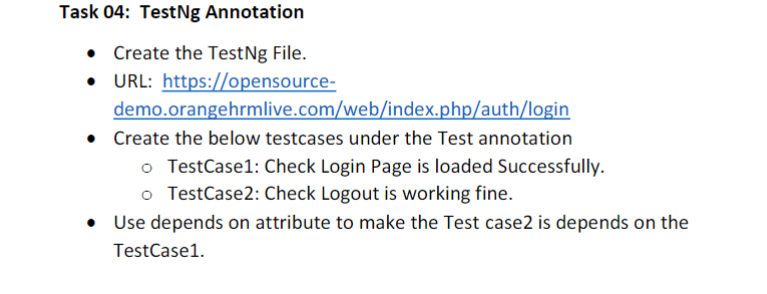 Task 04:  TestNg Annotation
• Create the TestNg File.
• URL:  https://opensource-
demo.orangehrmlive.com/web/index.php/auth/login
• Create the below testcases under the Test annotation
o TestCase1: Check Login Page is loaded Successfully.
o TestCase2: Check Logout is working fine.
• Use depends on attribute to make the Test case2 is depends on the
TestCase1.